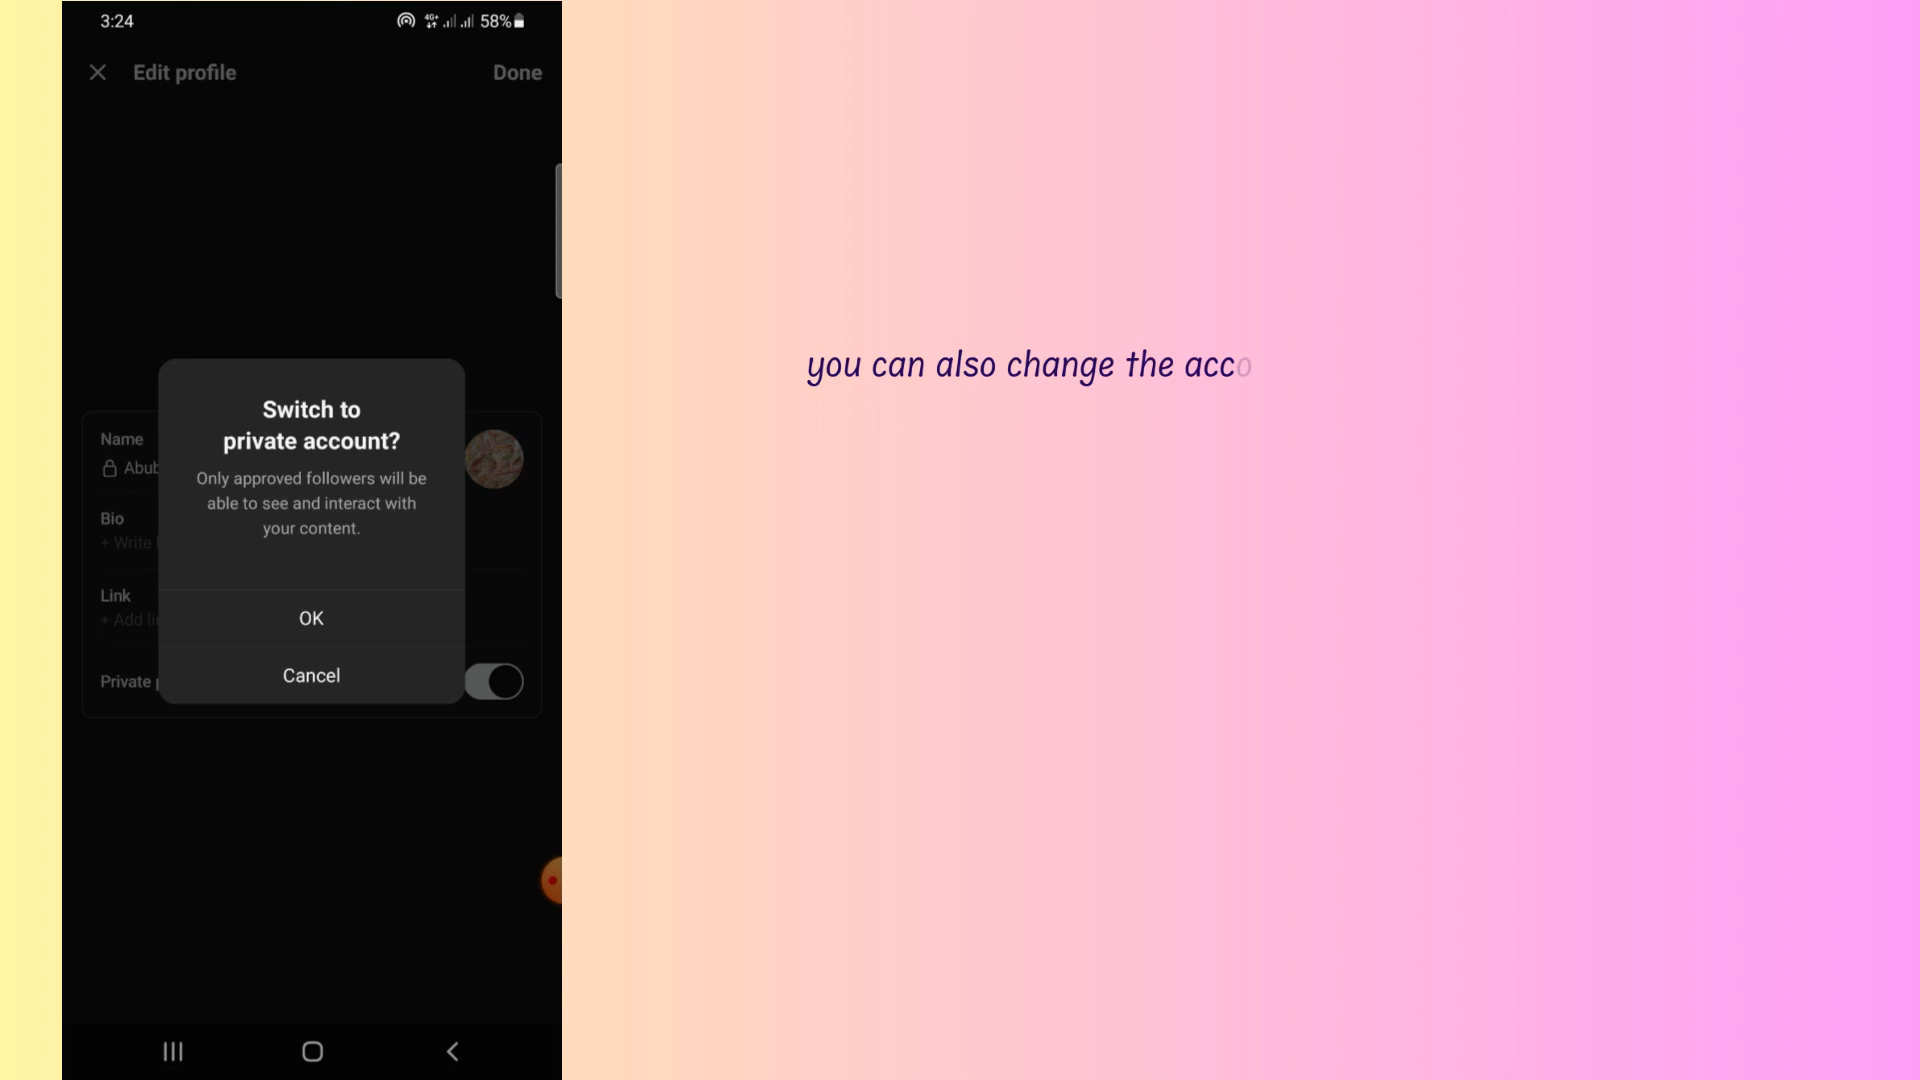 3:24
4G+
58%
Edit profile
Done
Switch to
private account?
Only approved followers will be
able to see and interact with
your content.
OK
Cancel
Name
Abub
Bio
+ Write
Link
+ Add li
Private
you can also change the acco